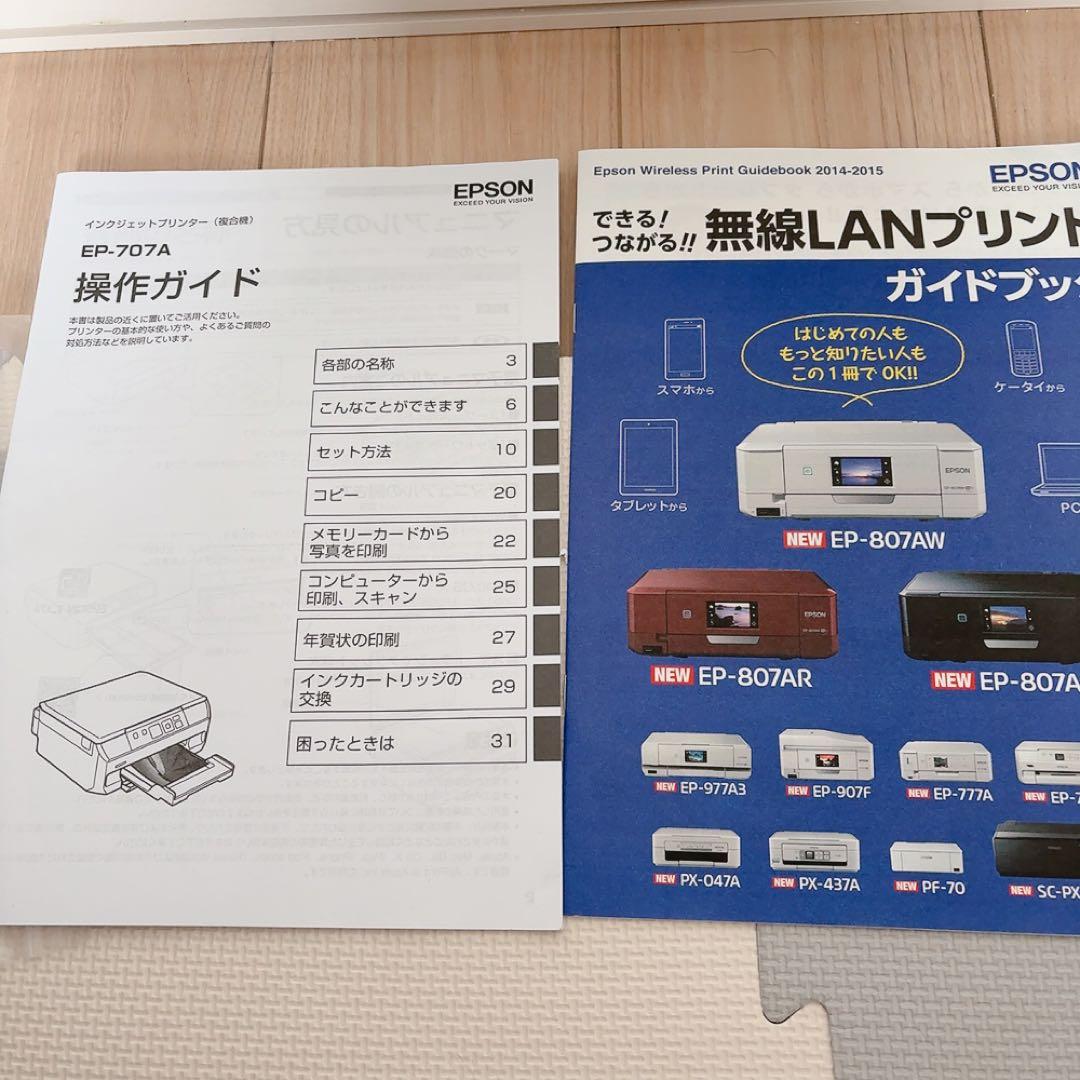 EPSON
EXCEED YOUR VISION
インクジェットプリンター（複合機）
EP-707A
操作ガイド
本書は製品の近くに置いてご活用ください。
プリンターの基本的な使い方や、よくあるご質問の
対処方法などを説明しています。
各部の名称 3
こんなことができます 6
セット方法 10
コピー 20
メモリーカードから
写真を印刷 22
コンピューターから
印刷、スキャン 25
年賀状の印刷 27
インクカートリッジの
交換 29
困ったときは 31
Epson Wireless Print Guidebook 2014-2015
EPSON
EXCEED YOUR VISI
できる!
つながる!!
無線LANプリント
ガイドブック
はじめての人も
もっと知りたい人も
この1冊でOK!!
スマホから
ケータイから
タブレットから
PC
EPSON
NEW EP-807AW
EPSON
NEW EP-807AR
NEW EP-807A
NEW EP-977A3
NEW EP-907F
NEW EP-777A
NEW EP-7
NEW PX-047A
NEW PX-437A
NEW PF-70
NEW SC-PX